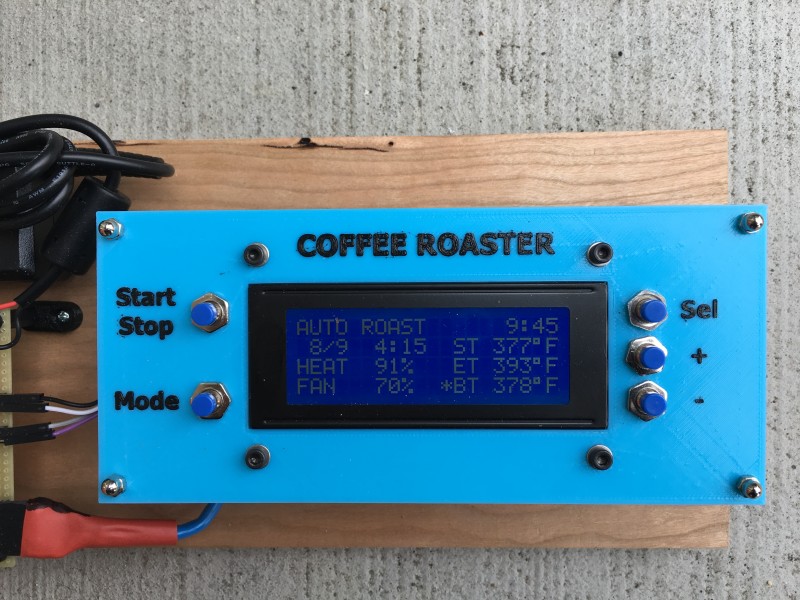 COFFEE ROASTER
Start
Stop
Mode
AUTO ROAST 9:45
8/9 4:15 ST 377°F
HEAT 91% ET 393°F
FAN 70% *BT 378°F
Sel
+
-